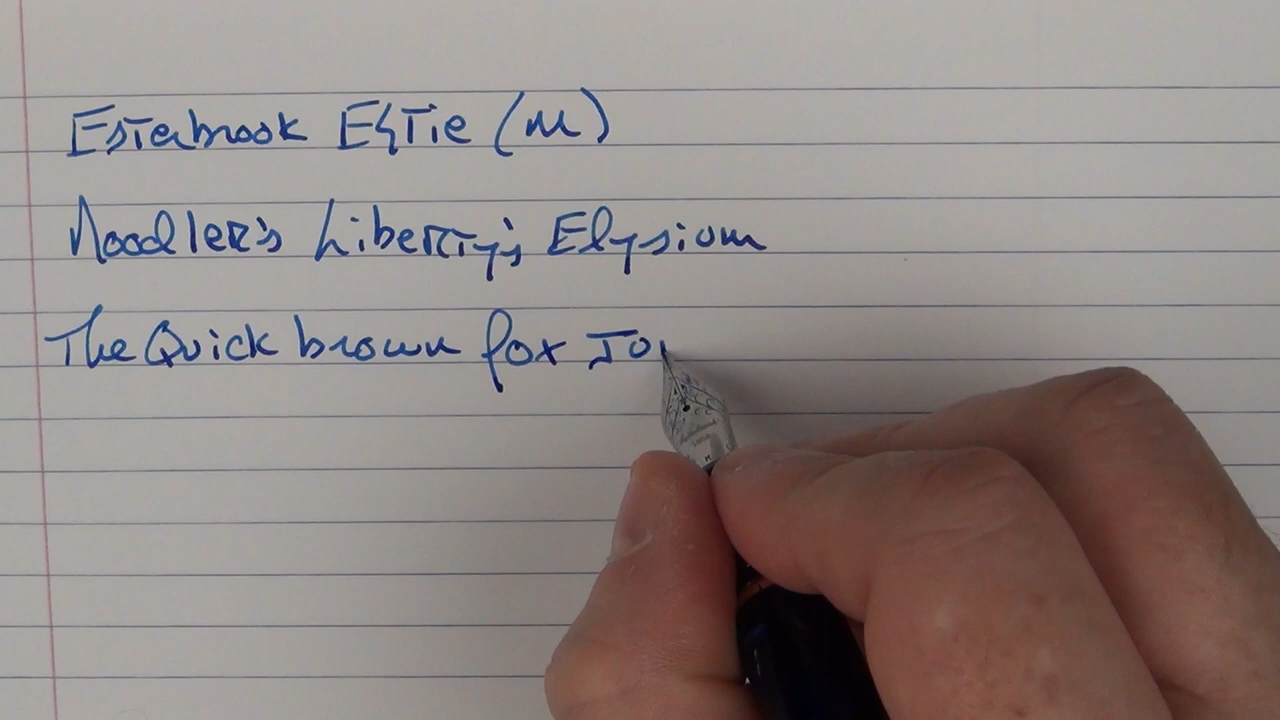 Esterbrook Estie (M)
Noodler's Liberty's Elysium
The Quick brown fox Jo
M